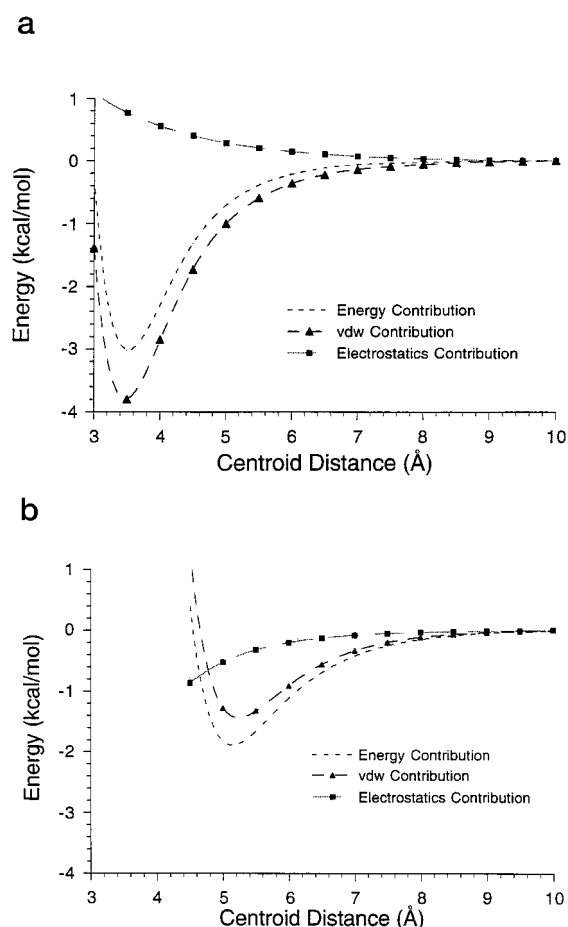 a
1
0
-1
-2
-3
-4
Energy (kcal/mol)
Energy Contribution
vdw Contribution
Electrostatics Contribution
3 4 5 6 7 8 9 10
Centroid Distance (Å)
b
1
0
-1
-2
-3
-4
Energy (kcal/mol)
Energy Contribution
vdw Contribution
Electrostatics Contribution
3 4 5 6 7 8 9 10
Centroid Distance (Å)